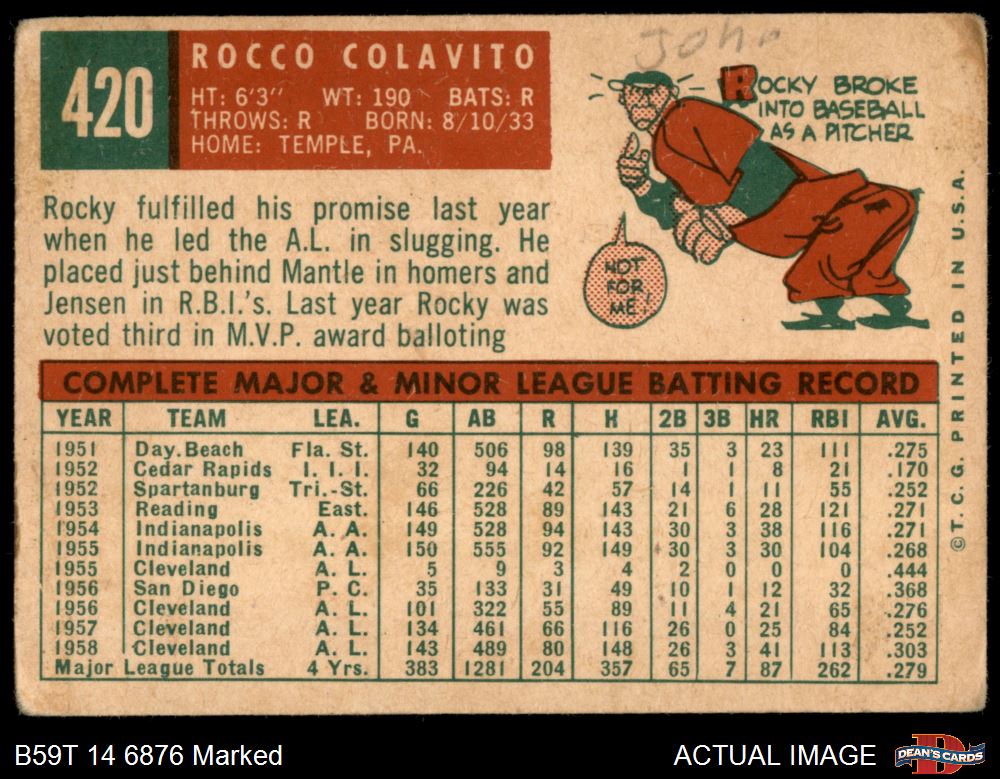 John
420
ROCCO COLAVITO
HT: 6'3" WT: 190 BATS: R
THROWS: R BORN: 8/10/33
HOME: TEMPLE, PA.
ROCKY BROKE
INTO BASEBALL
AS A PITCHER
NOT
FOR
ME!
Rocky fulfilled his promise last year
when he led the A.L. in slugging. He
placed just behind Mantle in homers and
Jensen in R.B.I.'s. Last year Rocky was
voted third in M.V.P. award balloting
COMPLETE MAJOR & MINOR LEAGUE BATTING RECORD
YEAR TEAM LEA. G AB R H 2B 3B HR RBI AVG.
1951 Day. Beach Fla. St. 140 506 98 139 35 3 23 111 .275
1952 Cedar Rapids I. I. I. 32 94 14 16 1 1 8 21 .170
1952 Spartanburg Tri.-St. 66 226 42 57 14 1 11 55 .252
1953 Reading East. 146 528 89 143 21 6 28 121 .271
1954 Indianapolis A. A. 149 528 94 143 30 3 38 116 .271
1955 Indianapolis A. A. 150 555 92 149 30 3 30 104 .268
1955 Cleveland A. L. 5 9 3 4 2 0 0 0 .444
1956 San Diego P. C. 35 133 31 49 10 1 12 32 .368
1956 Cleveland A. L. 101 322 55 89 11 4 21 65 .276
1957 Cleveland A. L. 134 461 66 116 26 0 25 84 .252
1958 Cleveland A. L. 143 489 80 148 26 3 41 113 .303
Major League Totals 4 Yrs. 383 1281 204 357 65 7 87 262 .279
© T. C. G. PRINTED IN U.S.A.
B59T 14 6876 Marked
ACTUAL IMAGE
DEAN'S CARDS